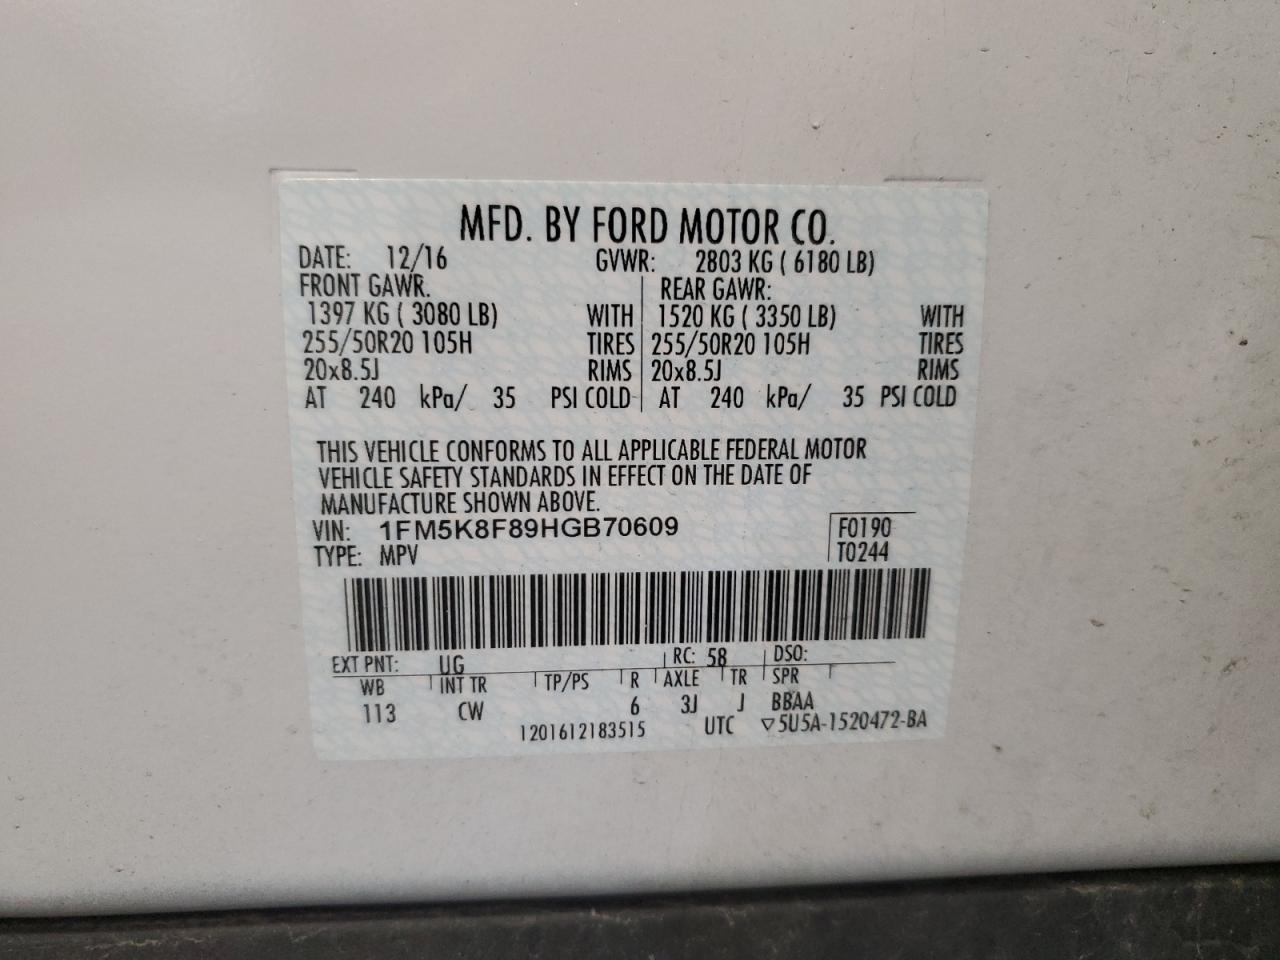 MFD. BY FORD MOTOR CO.
DATE: 12/16 GVWR: 2803 KG ( 6180 LB)
FRONT GAWR. REAR GAWR:
1397 KG ( 3080 LB) WITH 1520 KG ( 3350 LB) WITH
255/50R20 105H TIRES 255/50R20 105H TIRES
20x8.5J RIMS 20x8.5J RIMS
AT 240 kPa/ 35 PSI COLD AT 240 kPa/ 35 PSI COLD
THIS VEHICLE CONFORMS TO ALL APPLICABLE FEDERAL MOTOR
VEHICLE SAFETY STANDARDS IN EFFECT ON THE DATE OF
MANUFACTURE SHOWN ABOVE.
VIN: 1FM5K8F89HGB70609 F0190
TYPE: MPV T0244
EXT PNT: UG RC: 58 DSO:
WB INT TR TP/PS R AXLE TR SPR
113 CW 6 3J J BBAA
1201612183515 UTC ▽5U5A-1520472-BA